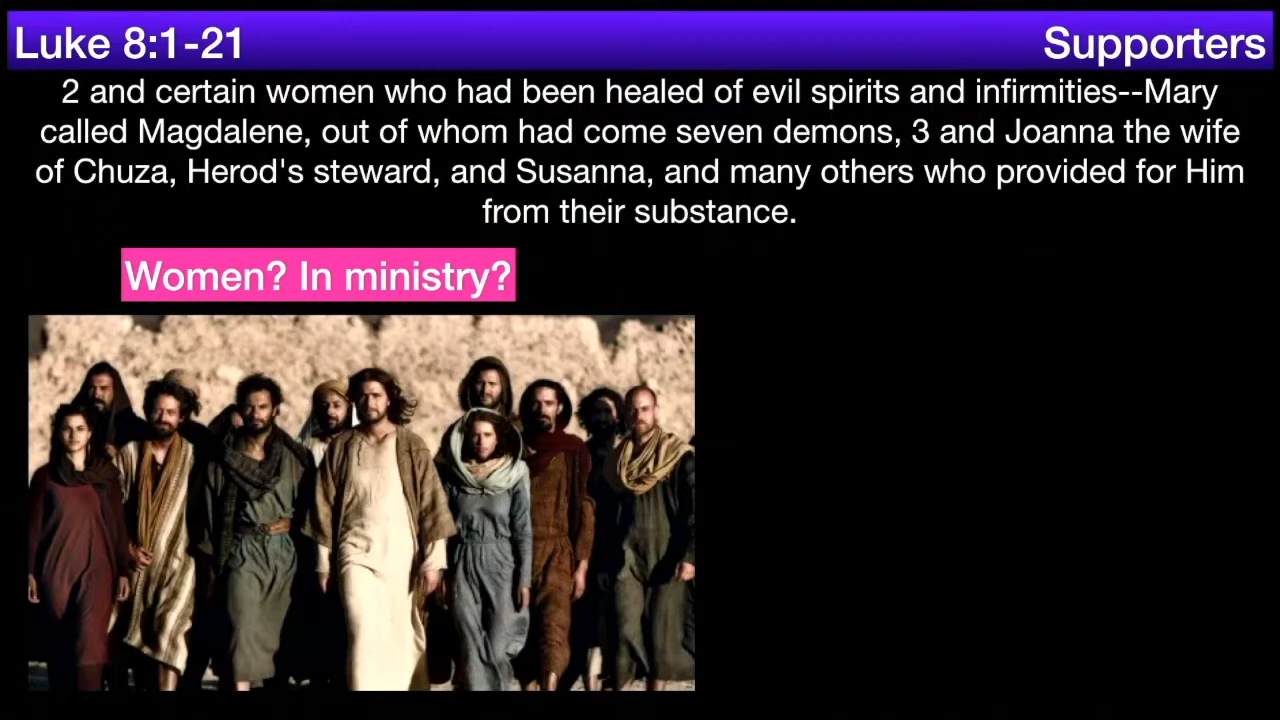 Luke 8:1-21 Supporters
2 and certain women who had been healed of evil spirits and infirmities--Mary
called Magdalene, out of whom had come seven demons, 3 and Joanna the wife
of Chuza, Herod's steward, and Susanna, and many others who provided for Him
from their substance.
Women? In ministry?